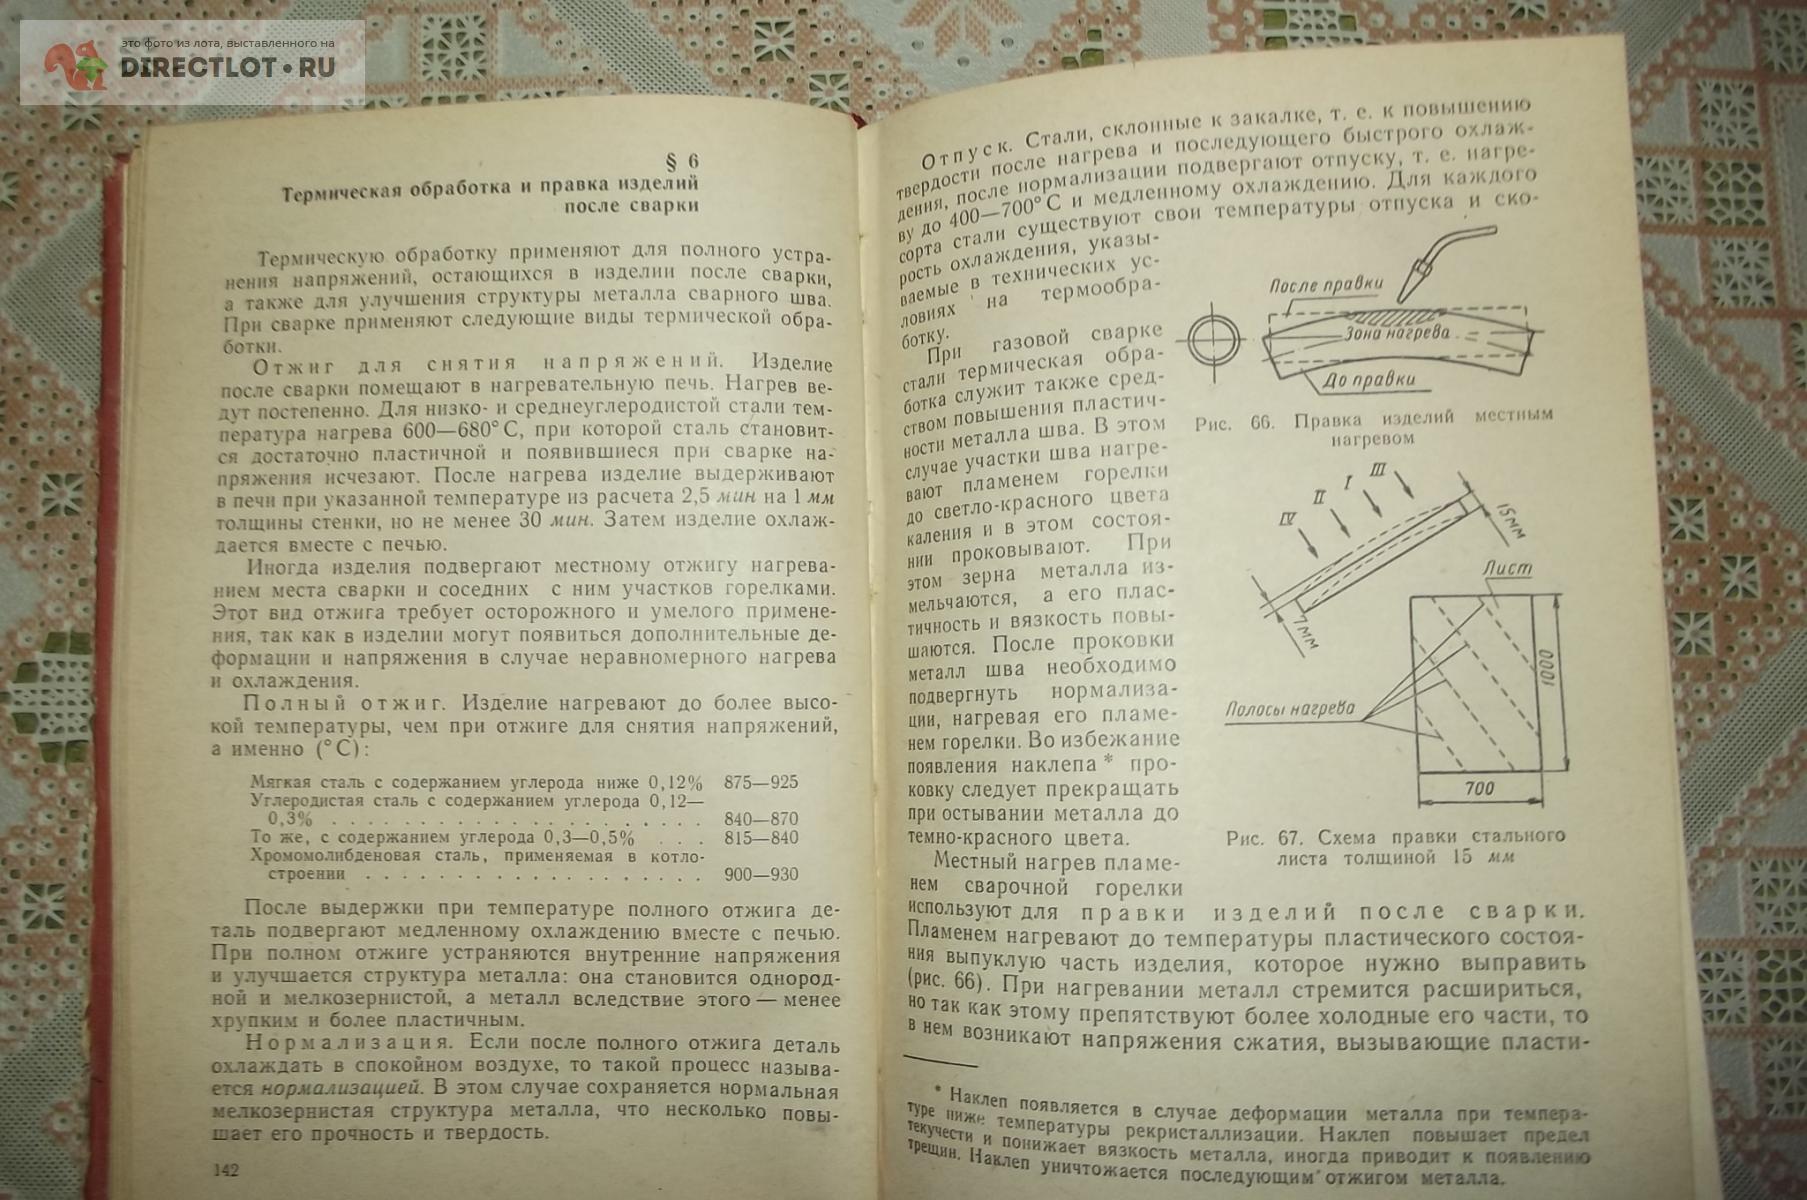 это фото из лота, выставленного на
DIRECTLOT•RU
§ 6
Термическая обработка и правка изделий
после сварки
Термическую обработку применяют для полного устра-
нения напряжений, остающихся в изделии после сварки,
а также для улучшения структуры металла сварного шва.
При сварке применяют следующие виды термической обра-
ботки.
Отжиг для снятия напряжений. Изделие
после сварки помещают в нагревательную печь. Нагрев ве-
дут постепенно. Для низко- и среднеуглеродистой стали тем-
пература нагрева 600—680° С, при которой сталь становит-
ся достаточно пластичной и появившиеся при сварке на-
пряжения исчезают. После нагрева изделие выдерживают
в печи при указанной температуре из расчета 2,5 мин на 1 мм
толщины стенки, но не менее 30 мин. Затем изделие охлаж-
дается вместе с печью.
Иногда изделия подвергают местному отжигу нагрева-
нием места сварки и соседних с ним участков горелками.
Этот вид отжига требует осторожного и умелого примене-
ния, так как в изделии могут появиться дополнительные де-
формации и напряжения в случае неравномерного нагрева
и охлаждения.
Полный отжиг. Изделие нагревают до более высо-
кой температуры, чем при отжиге для снятия напряжений,
а именно (° С):
Мягкая сталь с содержанием углерода ниже 0,12% 875—925
Углеродистая сталь с содержанием углерода 0,12—
0,3% . . . . . . . . . . . . . . . . . . . . . 840—870
То же, с содержанием углерода 0,3—0,5% . . . 815—840
Хромомолибденовая сталь, применяемая в котло-
строении . . . . . . . . . . . . . . . . . . . 900—930
После выдержки при температуре полного отжига де-
таль подвергают медленному охлаждению вместе с печью.
При полном отжиге устраняются внутренние напряжения
и улучшается структура металла: она становится однород-
ной и мелкозернистой, а металл вследствие этого — менее
хрупким и более пластичным.
Нормализация. Если после полного отжига деталь
охлаждать в спокойном воздухе, то такой процесс называ-
ется нормализацией. В этом случае сохраняется нормальная
мелкозернистая структура металла, что несколько повы-
шает его прочность и твердость.
142
Отпуск. Стали, склонные к закалке, т. е. к повышению
твердости после нагрева и последующего быстрого охлаж-
дения, после нормализации подвергают отпуску, т. е. нагре-
ву до 400—700° С и медленному охлаждению. Для каждого
сорта стали существуют свои температуры отпуска и ско-
рость охлаждения, указы-
ваемые в технических ус-
ловиях на термообра-
ботку.
При газовой сварке
стали термическая обра-
ботка служит также сред-
ством повышения пластич-
ности металла шва. В этом
случае участки шва нагре-
вают пламенем горелки
до светло-красного цвета
каления и в этом состоя-
нии проковывают. При
этом зерна металла из-
мельчаются, а его плас-
тичность и вязкость повы-
шаются. После проковки
металл шва необходимо
подвергнуть нормализа-
ции, нагревая его пламе-
нем горелки. Во избежание
появления наклепа * про-
ковку следует прекращать
при остывании металла до
темно-красного цвета.
Местный нагрев пламе-
нем сварочной горелки
используют для правки изделий после сварки.
Пламенем нагревают до температуры пластического состоя-
ния выпуклую часть изделия, которое нужно выправить
(рис. 66). При нагревании металл стремится расшириться,
но так как этому препятствуют более холодные его части, то
в нем возникают напряжения сжатия, вызывающие пласти-
После правки
Зона нагрева
До правки
Рис. 66. Правка изделий местным
нагревом
III
I
II
IV
15мм
7мм
Лист
1000
Полосы нагрева
700
Рис. 67. Схема правки стального
листа толщиной 15 мм
* Наклеп появляется в случае деформации металла при темпера-
туре ниже температуры рекристаллизации. Наклеп повышает предел
текучести и понижает вязкость металла, иногда приводит к появлению
трещин. Наклеп уничтожается последующим отжигом металла.